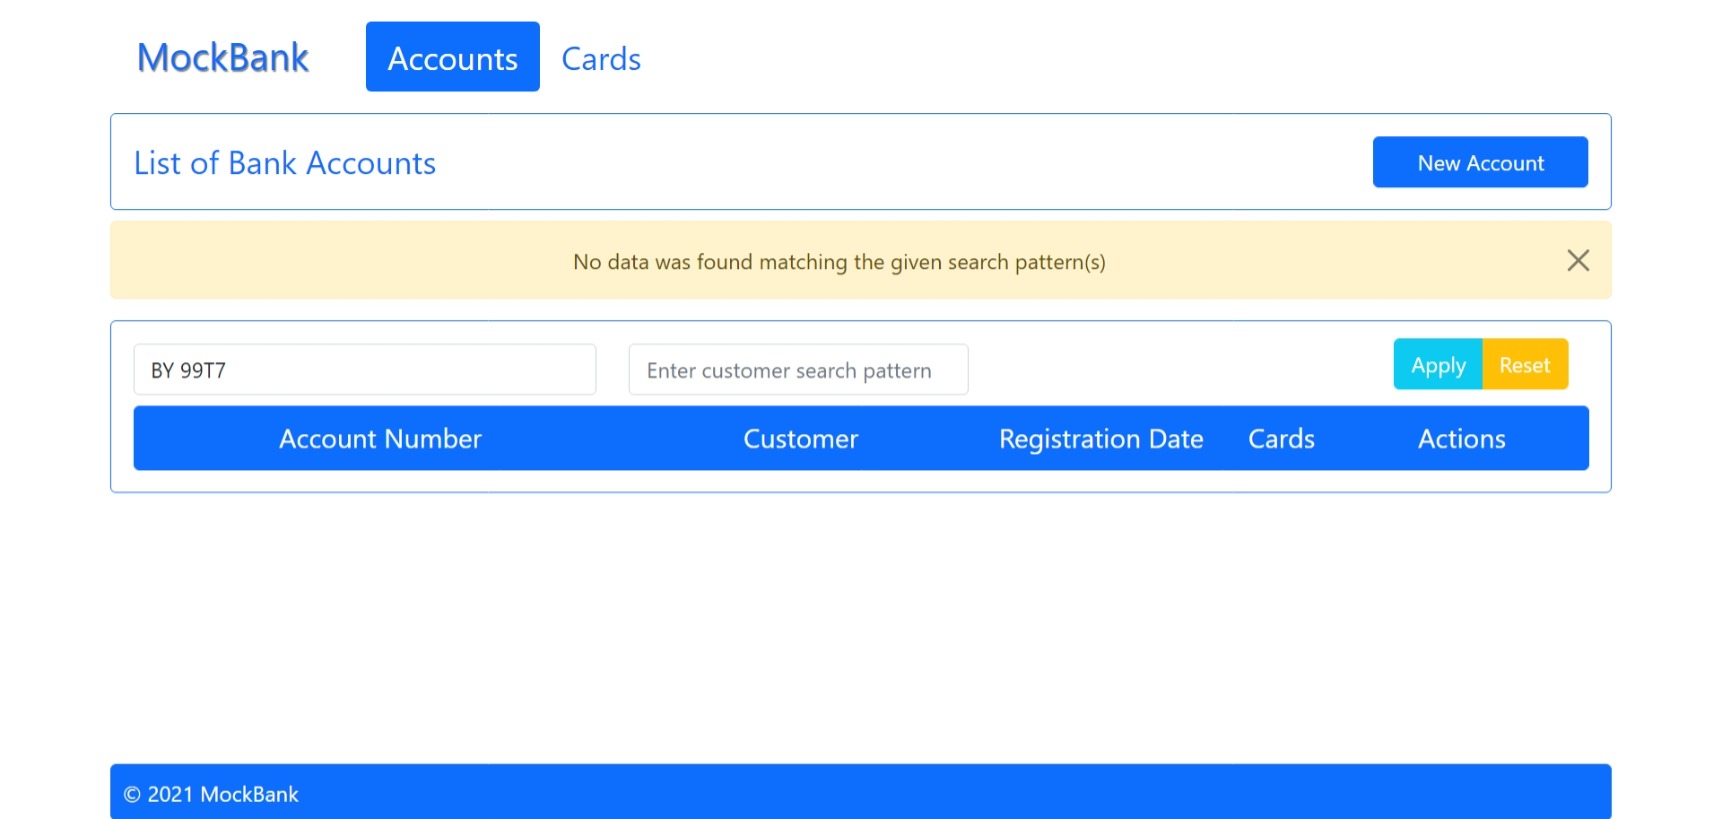 MockBank Accounts Cards
List of Bank Accounts New Account
No data was found matching the given search pattern(s)
BY 99T7 Enter customer search pattern Apply Reset
Account Number Customer Registration Date Cards Actions
© 2021 MockBank